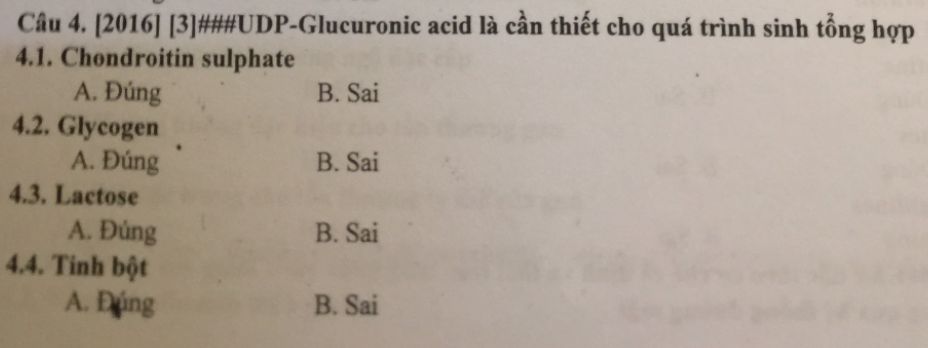 Câu 4. [2016] [3]###UDP-Glucuronic acid là cần thiết cho quá trình sinh tổng hợp
4.1. Chondroitin sulphate
A. Đúng B. Sai
4.2. Glycogen
A. Đúng B. Sai
4.3. Lactose
A. Đúng B. Sai
4.4. Tinh bột
A. Đúng B. Sai